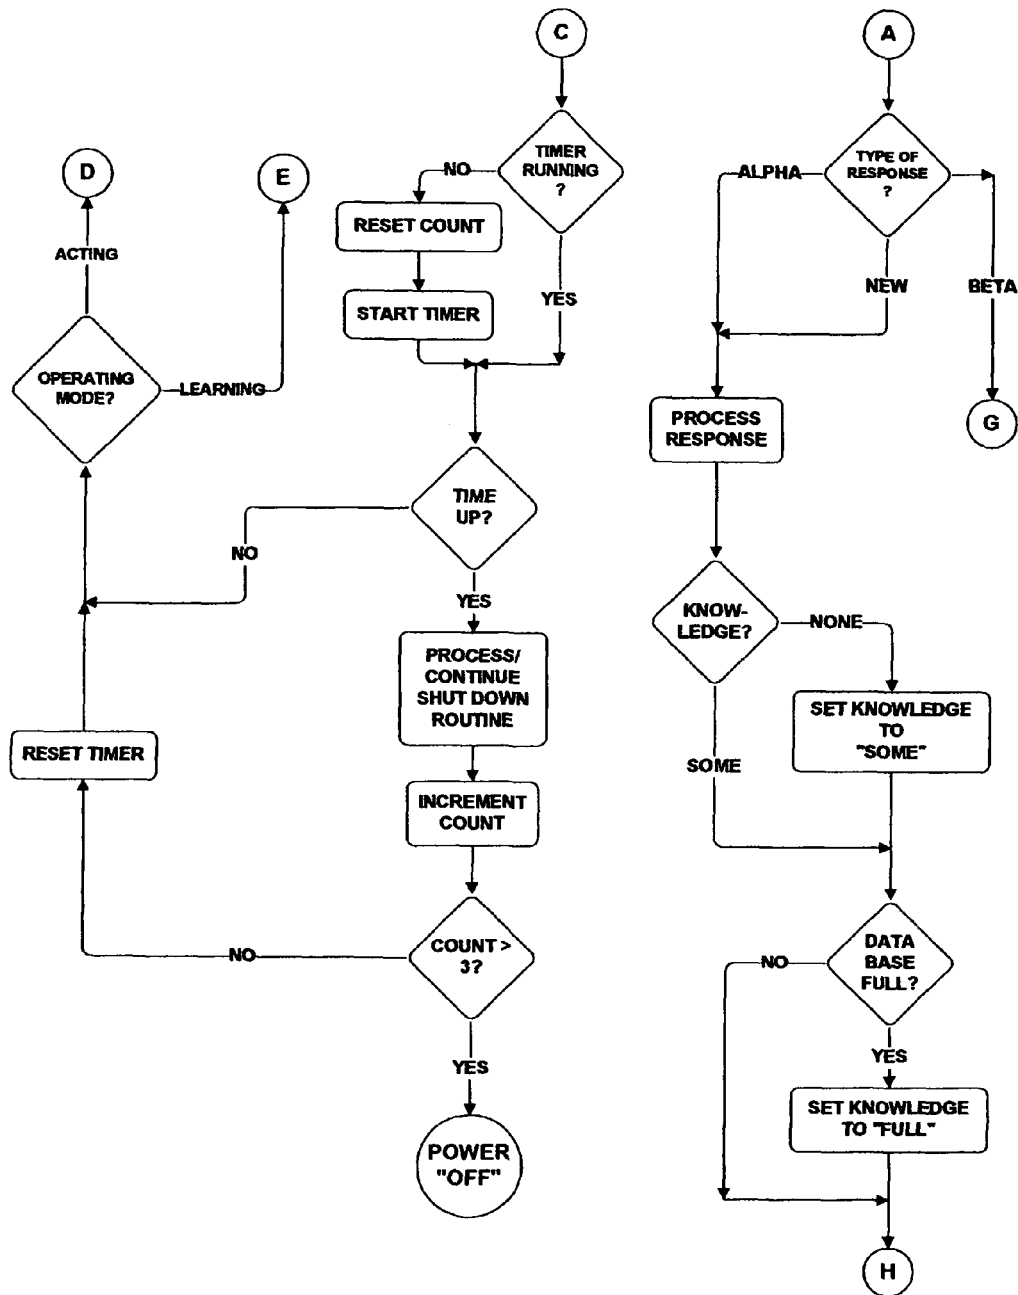 C
A
D
E
TIMER
RUNNING
?
NO
TYPE OF
RESPONSE
?
ALPHA
RESET COUNT
ACTING
START TIMER
YES
NEW
BETA
OPERATING
MODE?
LEARNING
PROCESS
RESPONSE
G
TIME
UP?
NO
YES
KNOW-
LEDGE?
NONE
PROCESS/
CONTINUE
SHUT DOWN
ROUTINE
SET KNOWLEDGE
TO
"SOME"
RESET TIMER
SOME
INCREMENT
COUNT
COUNT >
3?
NO
DATA
BASE
FULL?
NO
YES
YES
SET KNOWLEDGE
TO "FULL"
POWER
"OFF"
H